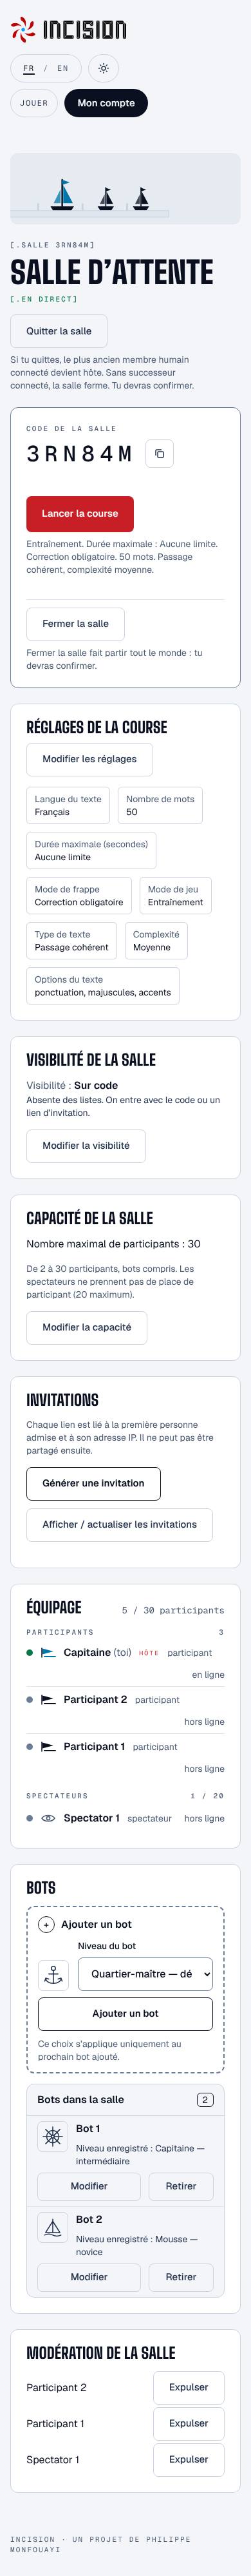 INCISION
FR / EN
JOUER
Mon compte
[.SALLE 3RN84M]
SALLE D'ATTENTE
[.EN DIRECT]
Quitter la salle
Si tu quittes, le plus ancien membre humain
connecté devient hôte. Sans successeur
connecté, la salle ferme. Tu devras confirmer.
CODE DE LA SALLE
3RN84M
Lancer la course
Entraînement. Durée maximale : Aucune limite.
Correction obligatoire. 50 mots. Passage
cohérent, complexité moyenne.
Fermer la salle
Fermer la salle fait partir tout le monde : tu
devras confirmer.
RÉGLAGES DE LA COURSE
Modifier les réglages
Langue du texte
Français
Nombre de mots
50
Durée maximale (secondes)
Aucune limite
Mode de frappe
Correction obligatoire
Mode de jeu
Entraînement
Type de texte
Passage cohérent
Complexité
Moyenne
Options du texte
ponctuation, majuscules, accents
VISIBILITÉ DE LA SALLE
Visibilité : Sur code
Absente des listes. On entre avec le code ou un
lien d'invitation.
Modifier la visibilité
CAPACITÉ DE LA SALLE
Nombre maximal de participants : 30
De 2 à 30 participants, bots compris. Les
spectateurs ne prennent pas de place de
participant (20 maximum).
Modifier la capacité
INVITATIONS
Chaque lien est lié à la première personne
admise et à son adresse IP. Il ne peut pas être
partagé ensuite.
Générer une invitation
Afficher / actualiser les invitations
ÉQUIPAGE
5 / 30 participants
PARTICIPANTS 3
Capitaine (toi) HÔTE participant
en ligne
Participant 2 participant
hors ligne
Participant 1 participant
hors ligne
SPECTATEURS 1 / 20
Spectator 1 spectateur hors ligne
BOTS
+ Ajouter un bot
Niveau du bot
Quartier-maître — dé
Ajouter un bot
Ce choix s'applique uniquement au
prochain bot ajouté.
Bots dans la salle 2
Bot 1
Niveau enregistré : Capitaine —
intermédiaire
Modifier Retirer
Bot 2
Niveau enregistré : Mousse —
novice
Modifier Retirer
MODÉRATION DE LA SALLE
Participant 2 Expulser
Participant 1 Expulser
Spectator 1 Expulser
INCISION · UN PROJET DE PHILIPPE
MONFOUAYI